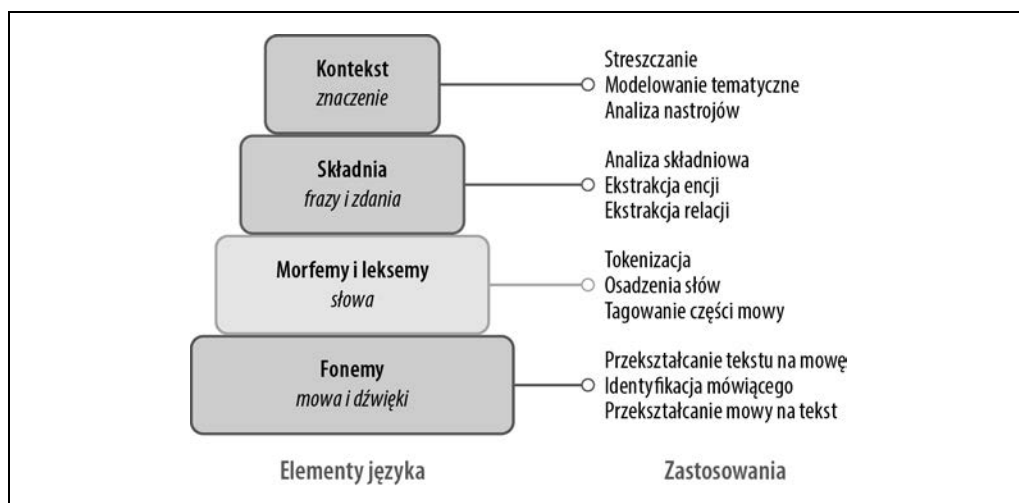 Kontekst
znaczenie
Streszczanie
Modelowanie tematyczne
Analiza nastrojów
Składnia
frazy i zdania
Analiza składniowa
Ekstrakcja encji
Ekstrakcja relacji
Morfemy i leksemy
słowa
Tokenizacja
Osadzenia słów
Tagowanie części mowy
Fonemy
mowa i dźwięki
Przekształcanie tekstu na mowę
Identyfikacja mówiącego
Przekształcanie mowy na tekst
Elementy języka
Zastosowania